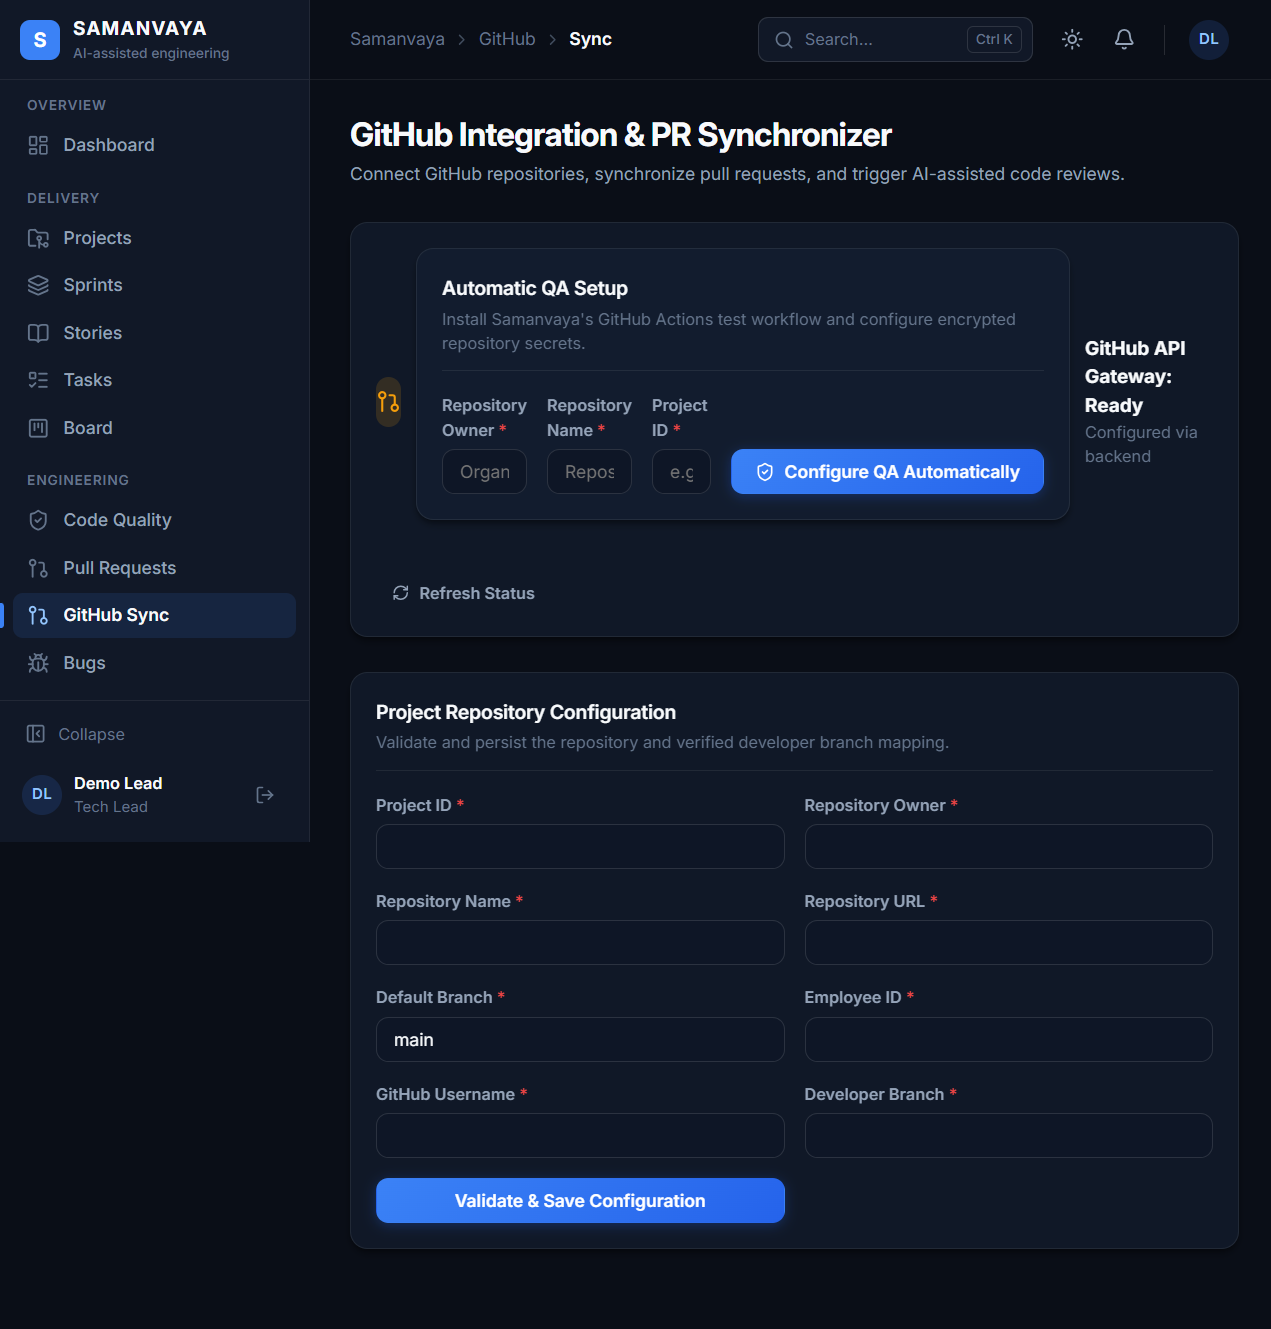 S
SAMANVAYA
AI-assisted engineering
OVERVIEW
Dashboard
DELIVERY
Projects
Sprints
Stories
Tasks
Board
ENGINEERING
Code Quality
Pull Requests
GitHub Sync
Bugs
Collapse
DL
Demo Lead
Tech Lead
Samanvaya > GitHub > Sync
Search...
Ctrl K
DL
GitHub Integration & PR Synchronizer
Connect GitHub repositories, synchronize pull requests, and trigger AI-assisted code reviews.
Automatic QA Setup
Install Samanvaya's GitHub Actions test workflow and configure encrypted
repository secrets.
Repository
Owner *
Organ
Repository
Name *
Repos
Project
ID *
e.g
Configure QA Automatically
GitHub API
Gateway:
Ready
Configured via
backend
Refresh Status
Project Repository Configuration
Validate and persist the repository and verified developer branch mapping.
Project ID *
Repository Owner *
Repository Name *
Repository URL *
Default Branch *
main
Employee ID *
GitHub Username *
Developer Branch *
Validate & Save Configuration